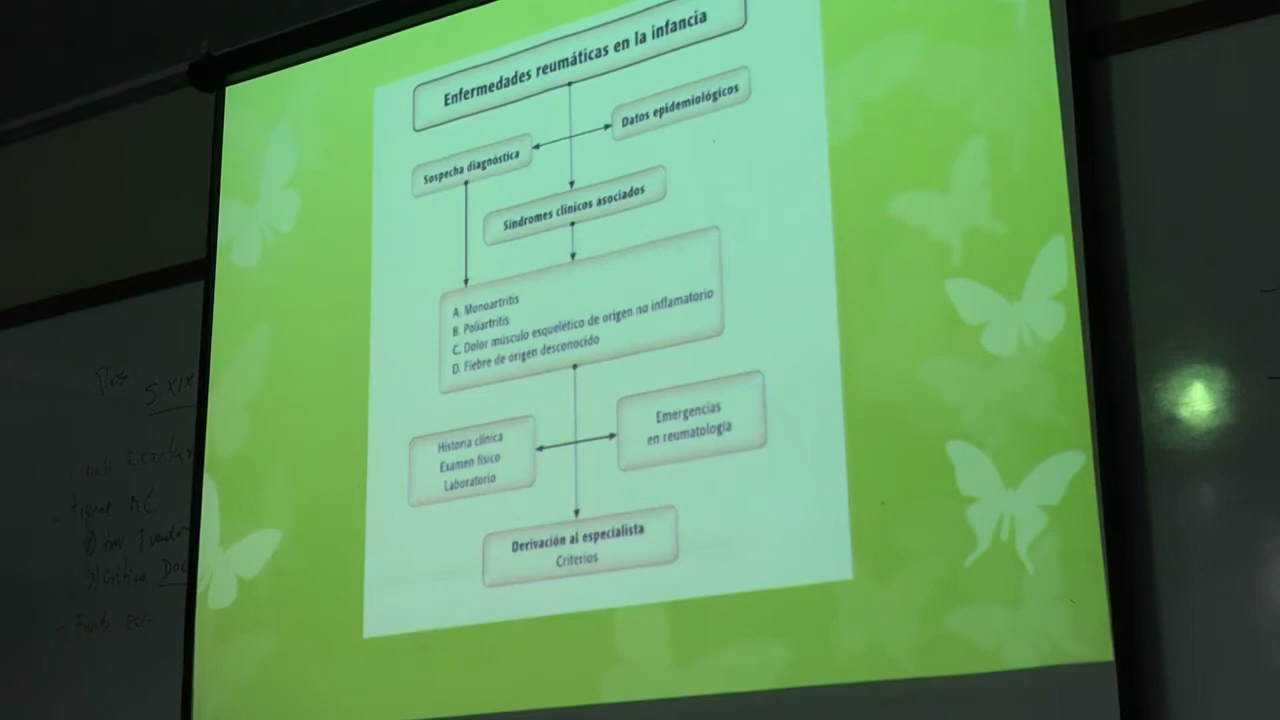 Enfermedades reumáticas en la infancia
Datos epidemiológicos
Sospecha diagnóstica
Síndromes clínicos asociados
A. Monoartritis
B. Poliartritis
C. Dolor músculo esquelético de origen no inflamatorio
D. Fiebre de origen desconocido
Historia clínica
Examen físico
Laboratorio
Emergencias
en reumatología
Derivación al especialista
Criterios